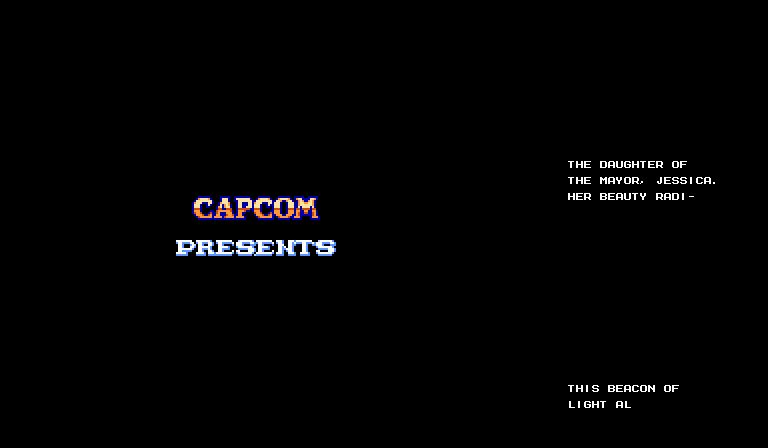 CAPCOM
PRESENTS
THE DAUGHTER OF
THE MAYOR, JESSICA.
HER BEAUTY RADI-
THIS BEACON OF
LIGHT AL